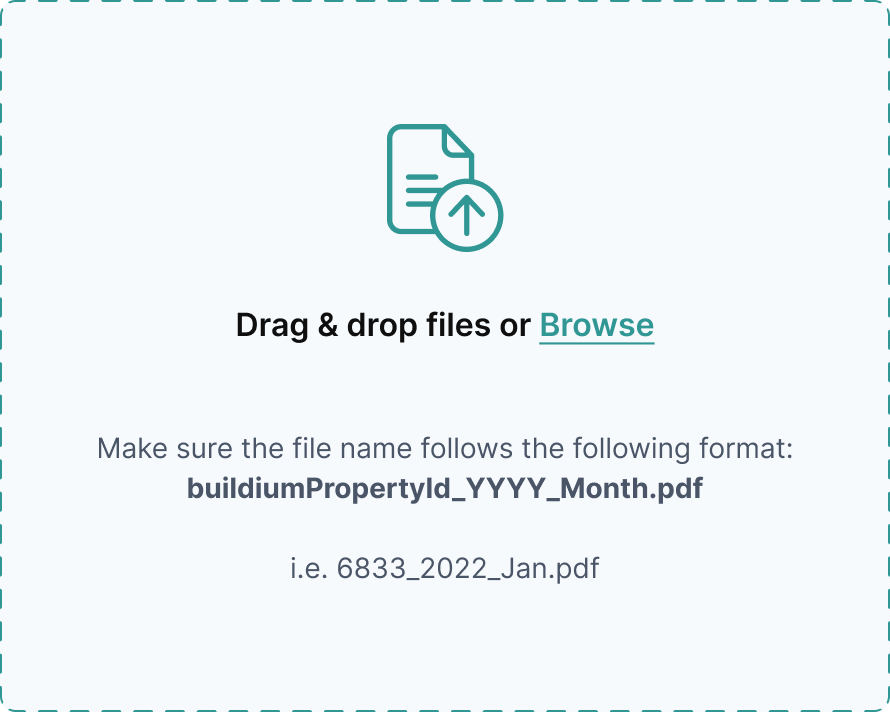 Drag & drop files or Browse
Make sure the file name follows the following format:
buildiumPropertyId_YYYY_Month.pdf
i.e. 6833_2022_Jan.pdf